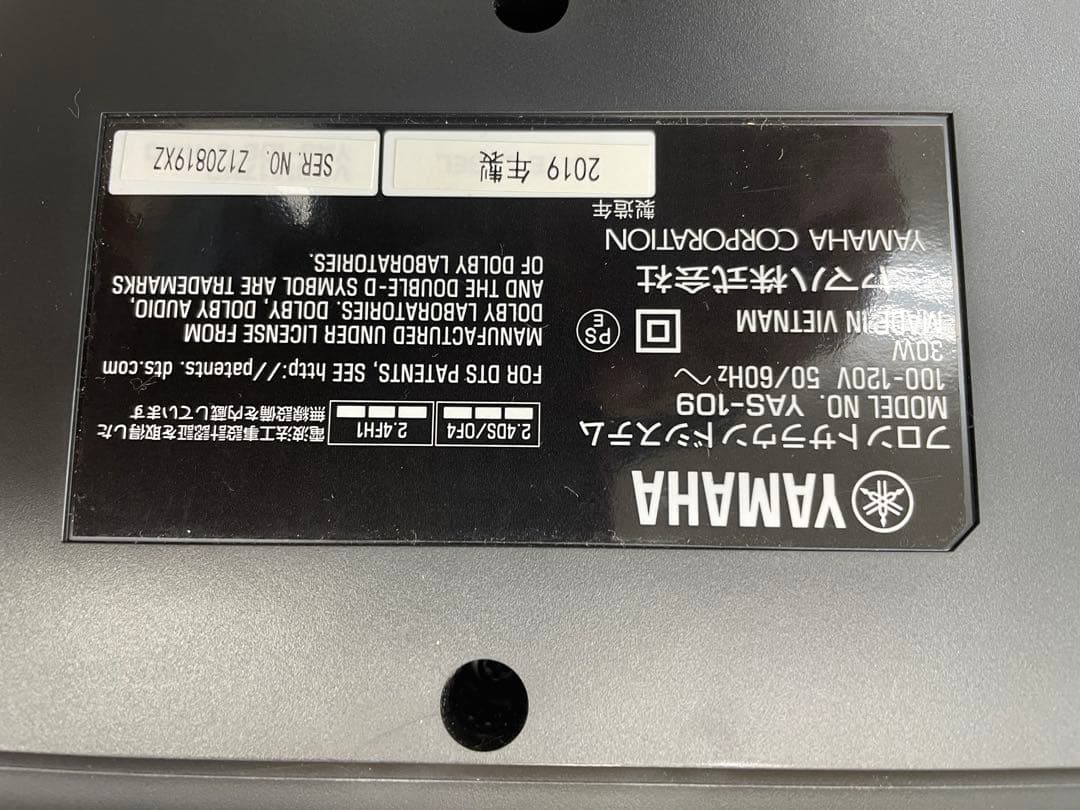 YAMAHA
フロントサラウンドシステム
MODEL NO. YAS-109
100-120V 50/60Hz ～
30W
MADE IN VIETNAM
PS
E
ヤマハ株式会社
YAMAHA CORPORATION
製造年
2019 年製
2.4DS/OF4
2.4FH1
電波法工事設計認証を取得した
無線設備を内蔵しています
FOR DTS PATENTS, SEE http://patents. dts.com
MANUFACTURED UNDER LICENSE FROM
DOLBY LABORATORIES. DOLBY, DOLBY AUDIO,
AND THE DOUBLE-D SYMBOL ARE TRADEMARKS
OF DOLBY LABORATORIES.
SER. NO. Z120819XZ